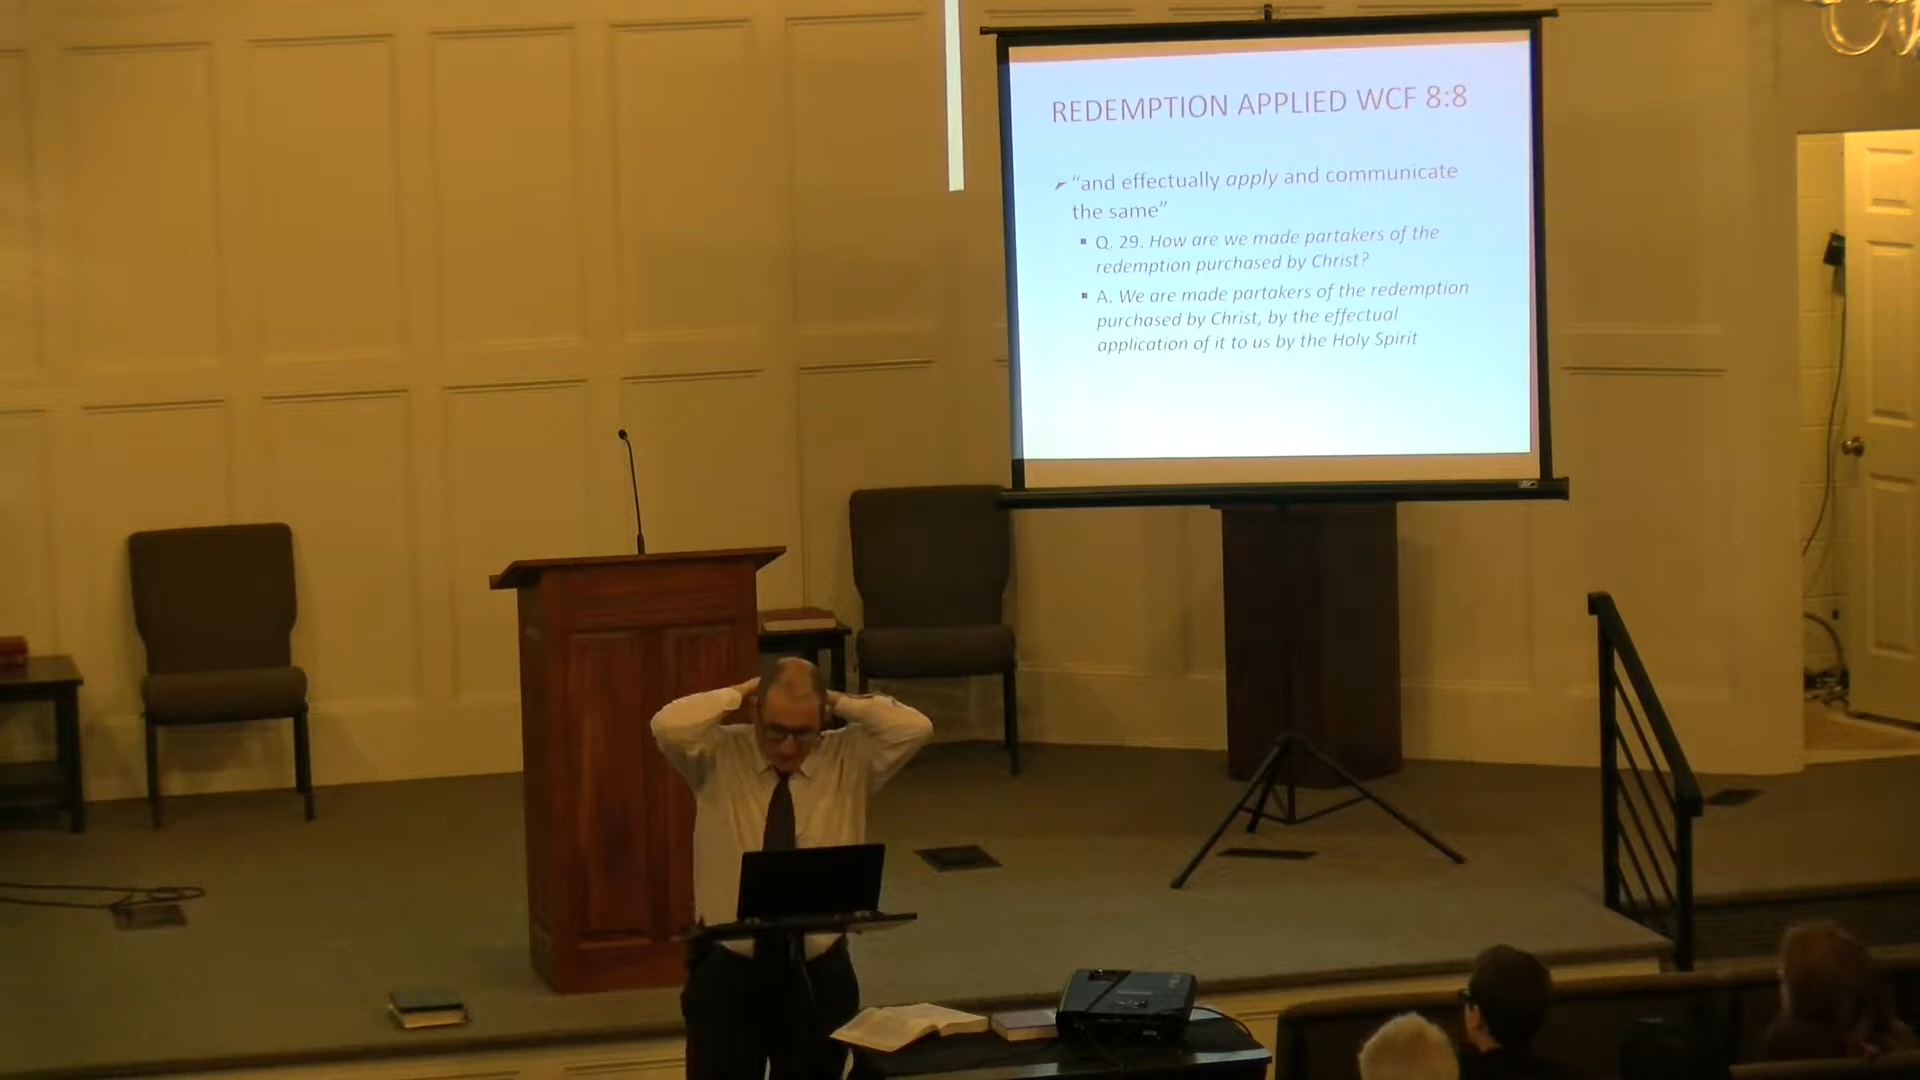 REDEMPTION APPLIED WCF 8:8
"and effectually apply and communicate
the same"
Q. 29. How are we made partakers of the
redemption purchased by Christ?
A. We are made partakers of the redemption
purchased by Christ, by the effectual
application of it to us by the Holy Spirit